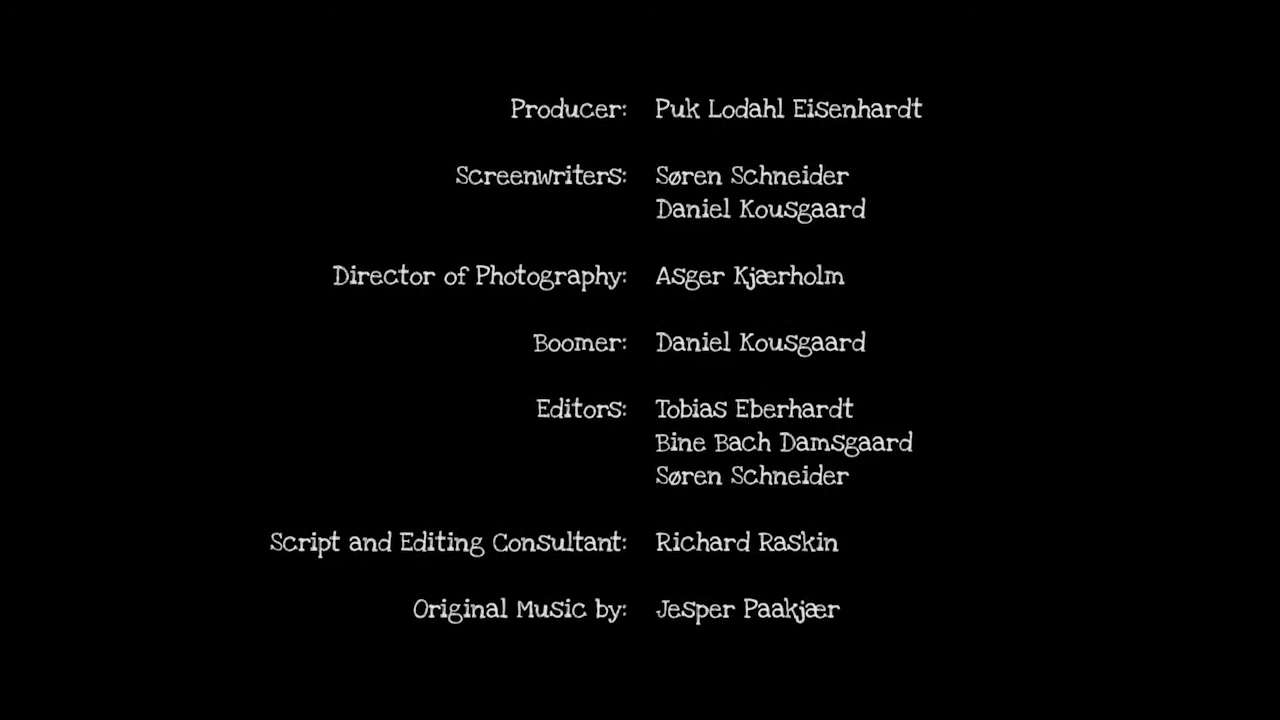 Producer: Puk Lodahl Eisenhardt
Screenwriters: Søren Schneider
Daniel Kousgaard
Director of Photography: Asger Kjærholm
Boomer: Daniel Kousgaard
Editors: Tobias Eberhardt
Bine Bach Damsgaard
Søren Schneider
Script and Editing Consultant: Richard Raskin
Original Music by: Jesper Paakjær